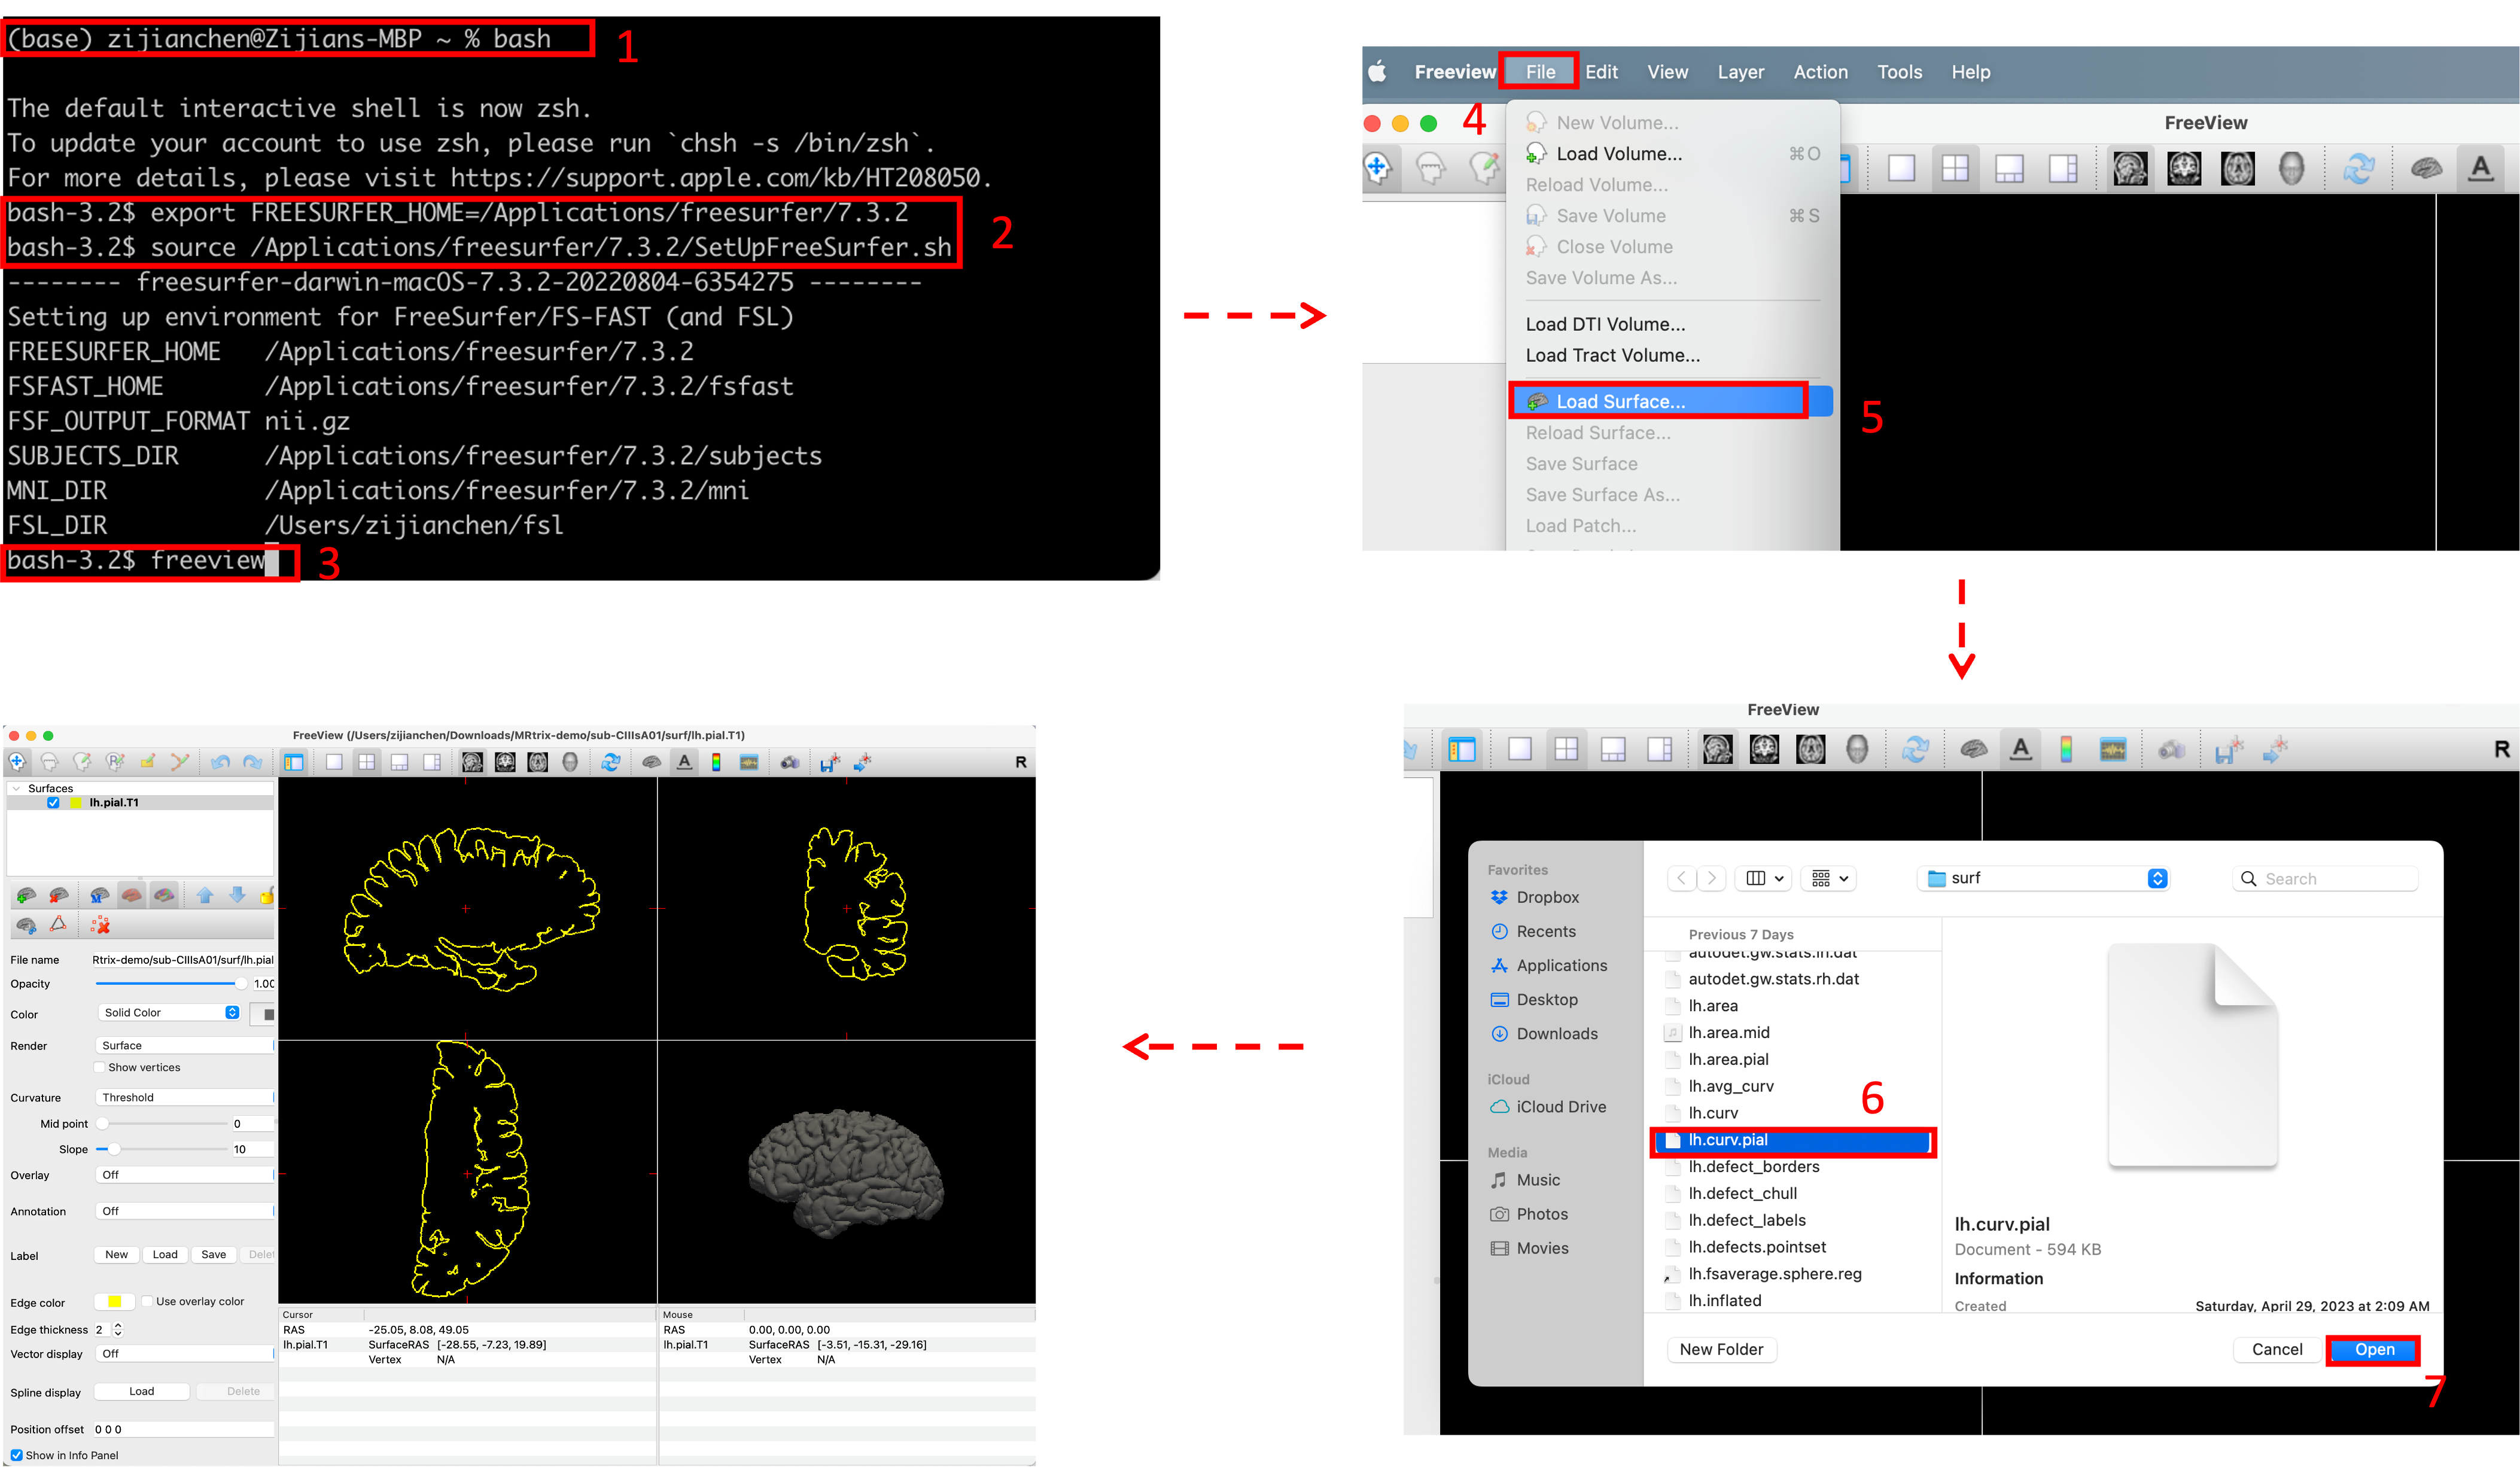 (base) zijianchen@Zijians-MBP ~ % bash
1
The default interactive shell is now zsh.
To update your account to use zsh, please run `chsh -s /bin/zsh`.
For more details, please visit https://support.apple.com/kb/HT208050.
bash-3.2$ export FREESURFER_HOME=/Applications/freesurfer/7.3.2
bash-3.2$ source /Applications/freesurfer/7.3.2/SetUpFreeSurfer.sh
2
-------- freesurfer-darwin-macOS-7.3.2-20220804-6354275 --------
Setting up environment for FreeSurfer/FS-FAST (and FSL)
FREESURFER_HOME /Applications/freesurfer/7.3.2
FSFAST_HOME /Applications/freesurfer/7.3.2/fsfast
FSF_OUTPUT_FORMAT nii.gz
SUBJECTS_DIR /Applications/freesurfer/7.3.2/subjects
MNI_DIR /Applications/freesurfer/7.3.2/mni
FSL_DIR /Users/zijianchen/fsl
bash-3.2$ freeview
3
Freeview File Edit View Layer Action Tools Help
4
FreeView
New Volume...
Load Volume... ⌘O
Reload Volume...
Save Volume ⌘S
Close Volume
Save Volume As...
Load DTI Volume...
Load Tract Volume...
Load Surface...
5
Reload Surface...
Save Surface
Save Surface As...
Load Patch...
A
FreeView
A
R
Favorites
Dropbox
Recents
Applications
Desktop
Downloads
iCloud
iCloud Drive
Media
Music
Photos
Movies
surf
Search
Previous 7 Days
autodet.gw.stats.lh.dat
autodet.gw.stats.rh.dat
lh.area
lh.area.mid
lh.area.pial
lh.avg_curv
lh.curv
6
lh.curv.pial
lh.defect_borders
lh.defect_chull
lh.defect_labels
lh.defects.pointset
lh.fsaverage.sphere.reg
lh.inflated
lh.curv.pial
Document - 594 KB
Information
Created Saturday, April 29, 2023 at 2:09 AM
New Folder
Cancel
Open
7
FreeView (/Users/zijianchen/Downloads/MRtrix-demo/sub-CIIIsA01/surf/lh.pial.T1)
A
R
Surfaces
lh.pial.T1
File name Rtrix-demo/sub-CIIIsA01/surf/lh.pial
Opacity 1.00
Color Solid Color
Render Surface
Show vertices
Curvature Threshold
Mid point 0
Slope 10
Overlay Off
Annotation Off
Label New Load Save Delet
Edge color Use overlay color
Edge thickness 2
Vector display Off
Spline display Load Delete
Position offset 0 0 0
Show in Info Panel
Cursor
RAS -25.05, 8.08, 49.05
lh.pial.T1 SurfaceRAS [-28.55, -7.23, 19.89]
Vertex N/A
Mouse
RAS 0.00, 0.00, 0.00
lh.pial.T1 SurfaceRAS [-3.51, -15.31, -29.16]
Vertex N/A